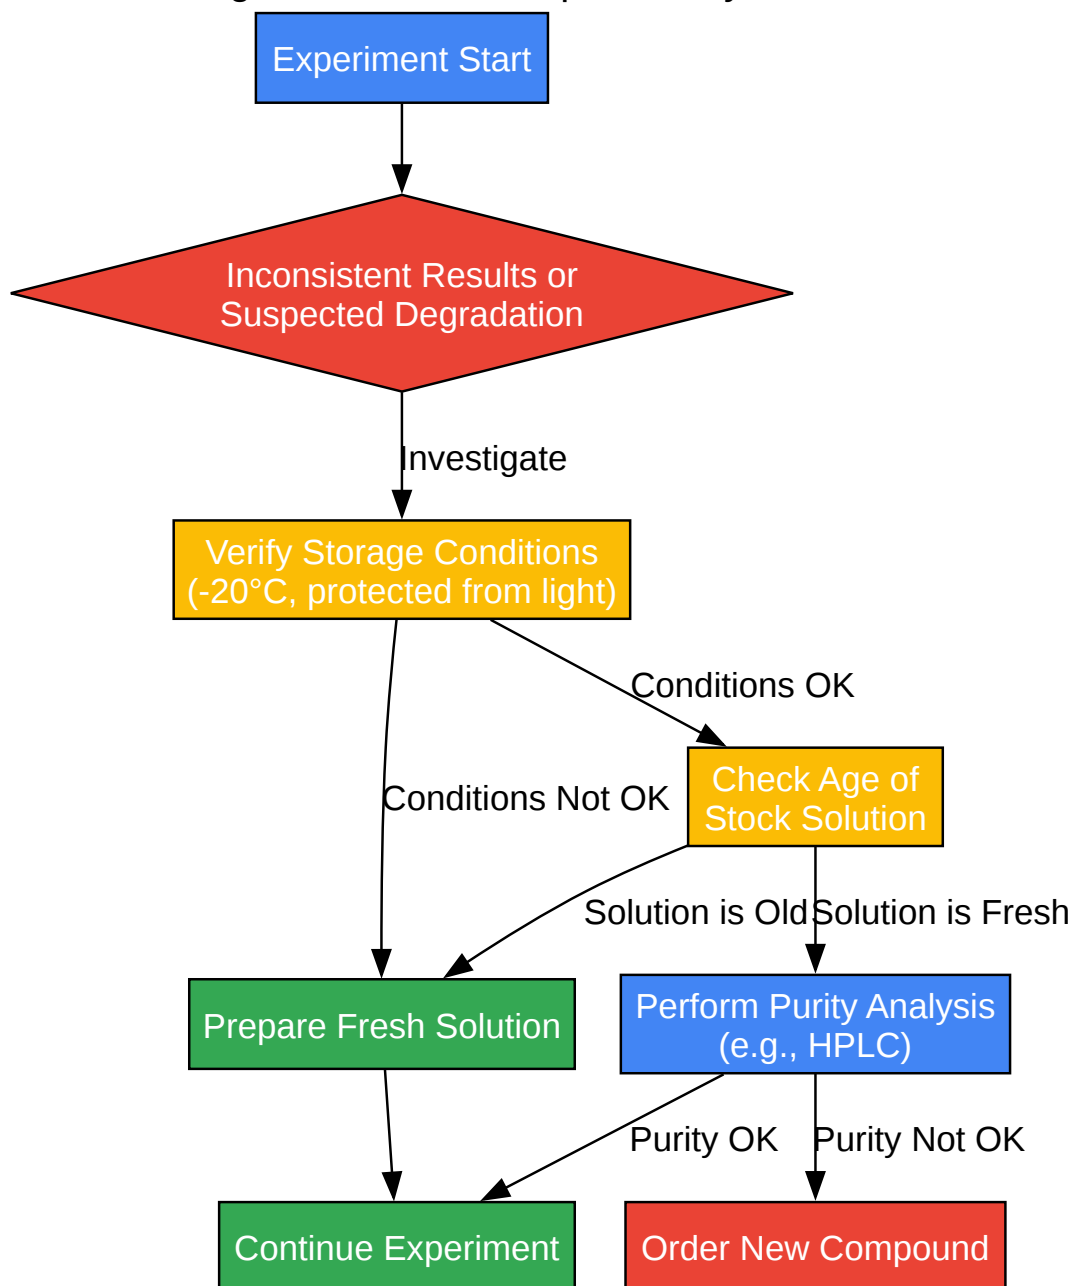 Experiment Start
Inconsistent Results or
Suspected Degradation
Investigate
Verify Storage Conditions
(-20°C, protected from light)
Conditions OK
Check Age of
Stock Solution
Conditions Not OK
Solution is Old
Solution is Fresh
Prepare Fresh Solution
Perform Purity Analysis
(e.g., HPLC)
Purity OK
Purity Not OK
Continue Experiment
Order New Compound